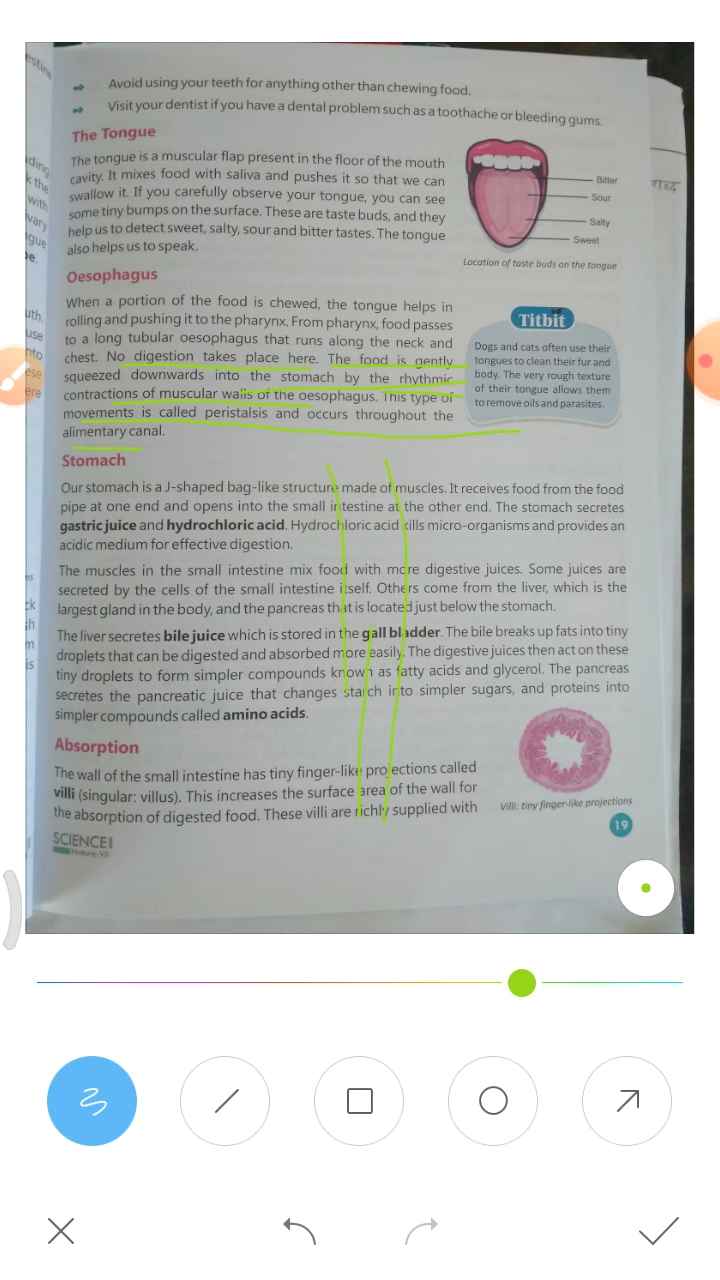 Avoid using your teeth for anything other than chewing food.
Visit your dentist if you have a dental problem such as a toothache or bleeding gums.
The Tongue
The tongue is a muscular flap present in the floor of the mouth
cavity. It mixes food with saliva and pushes it so that we can
swallow it. If you carefully observe your tongue, you can see
some tiny bumps on the surface. These are taste buds, and they
help us to detect sweet, salty, sour and bitter tastes. The tongue
also helps us to speak.
Bitter
Sour
Salty
Sweet
Location of taste buds on the tongue
Oesophagus
When a portion of the food is chewed, the tongue helps in
rolling and pushing it to the pharynx. From pharynx, food passes
to a long tubular oesophagus that runs along the neck and
chest. No digestion takes place here. The food is gently
squeezed downwards into the stomach by the rhythmic
contractions of muscular walls of the oesophagus. This type of
movements is called peristalsis and occurs throughout the
alimentary canal.
Titbit
Dogs and cats often use their
tongues to clean their fur and
body. The very rough texture
of their tongue allows them
to remove oils and parasites.
Stomach
Our stomach is a J-shaped bag-like structure made of muscles. It receives food from the food
pipe at one end and opens into the small intestine at the other end. The stomach secretes
gastric juice and hydrochloric acid. Hydrochloric acid kills micro-organisms and provides an
acidic medium for effective digestion.
The muscles in the small intestine mix food with more digestive juices. Some juices are
secreted by the cells of the small intestine itself. Others come from the liver, which is the
largest gland in the body, and the pancreas that is located just below the stomach.
The liver secretes bile juice which is stored in the gall bladder. The bile breaks up fats into tiny
droplets that can be digested and absorbed more easily. The digestive juices then act on these
tiny droplets to form simpler compounds known as fatty acids and glycerol. The pancreas
secretes the pancreatic juice that changes starch into simpler sugars, and proteins into
simpler compounds called amino acids.
Absorption
The wall of the small intestine has tiny finger-like projections called
villi (singular: villus). This increases the surface area of the wall for
the absorption of digested food. These villi are richly supplied with
Villi: tiny finger-like projections
19
SCIENCE
Nature-VII